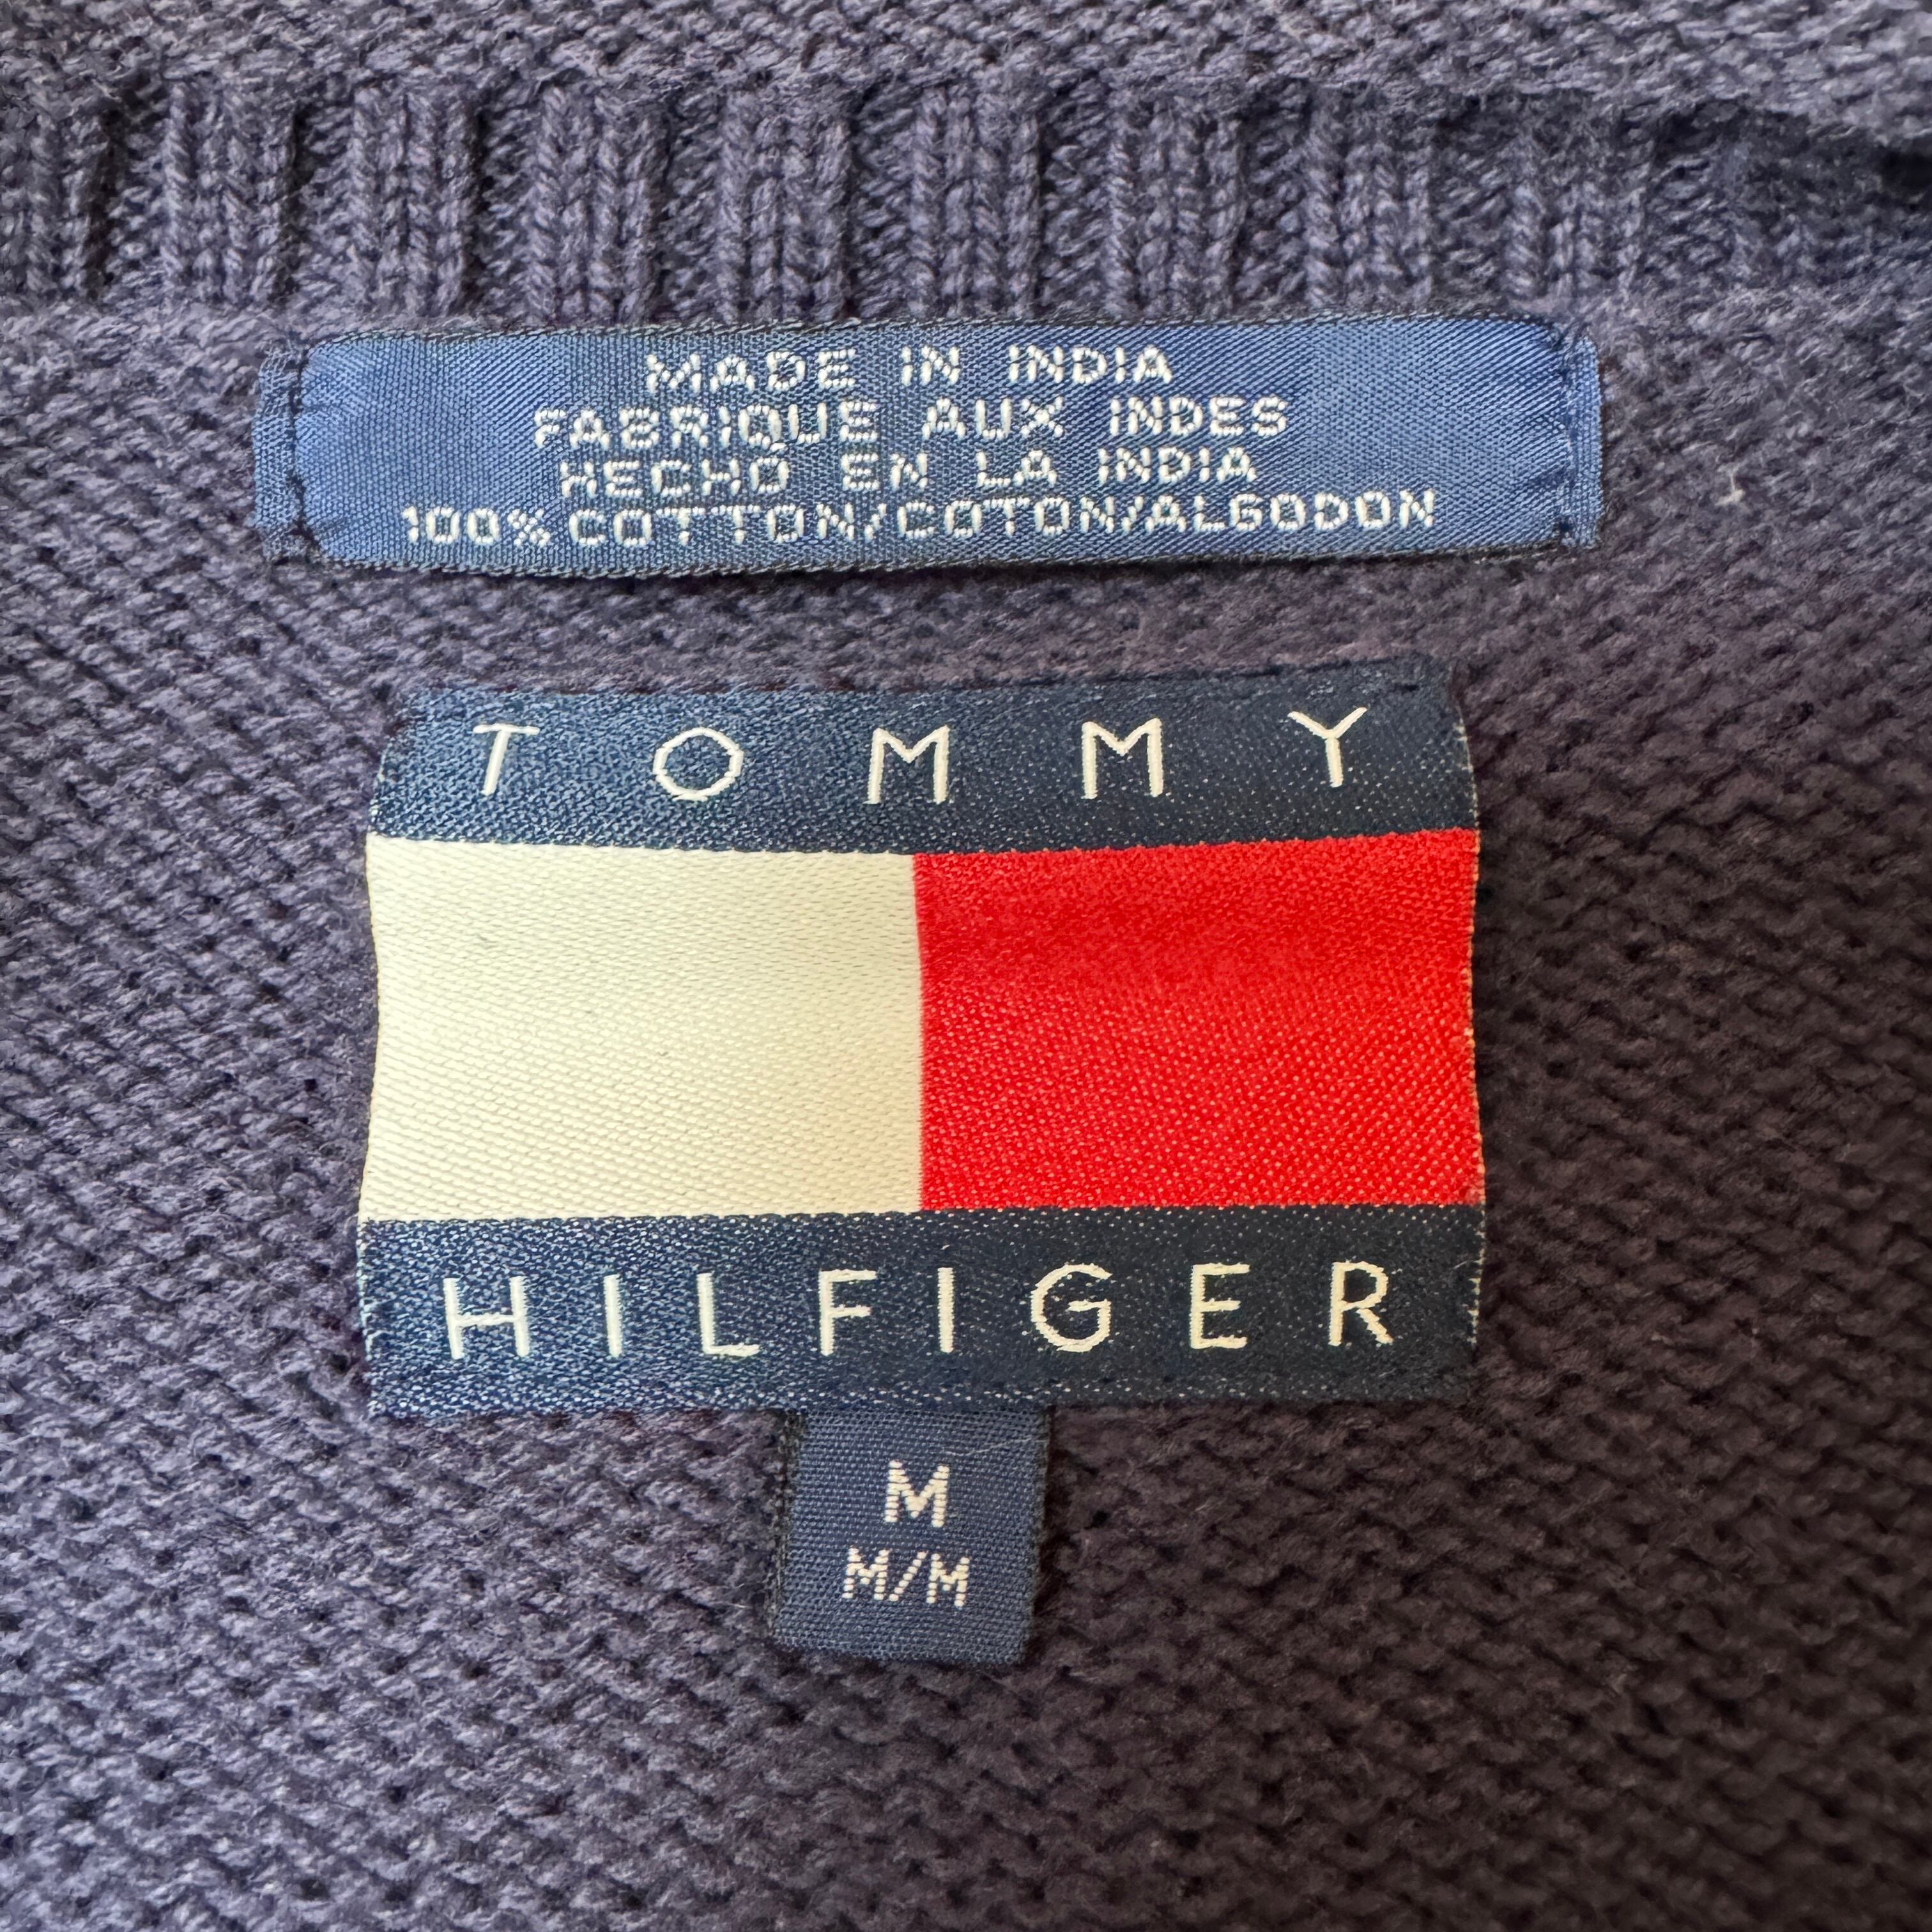 MADE IN INDIA
FABRIQUE AUX INDES
HECHO EN LA INDIA
100% COTTON/COTON/ALGODON
TOMMY
HILFIGER
M
M/M